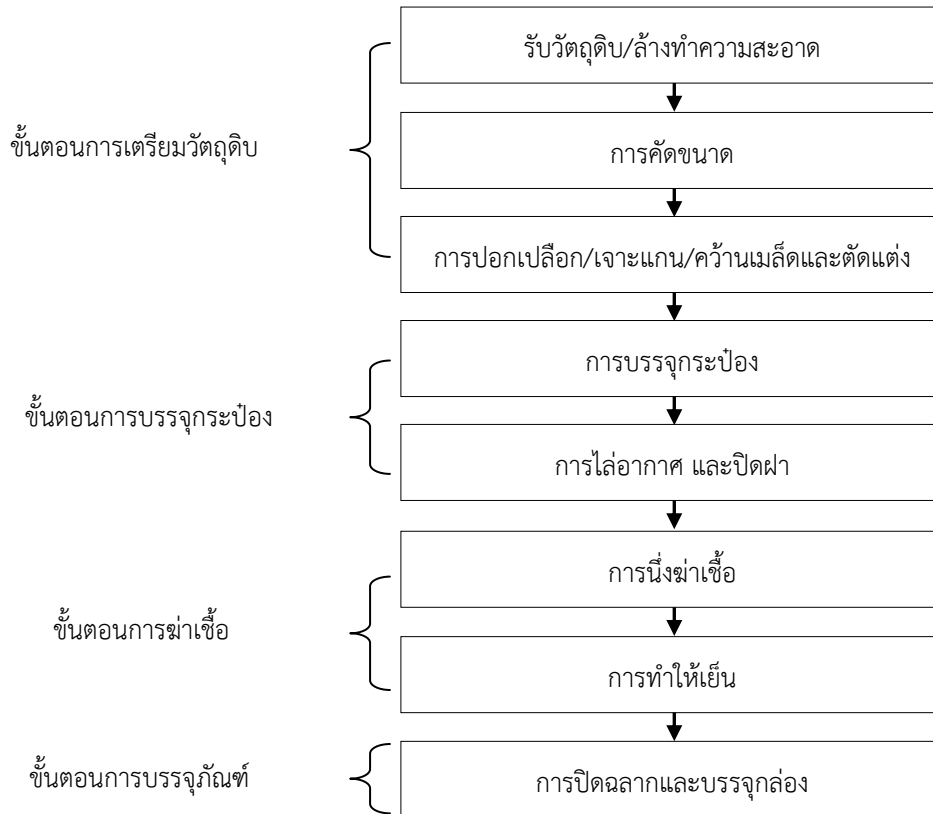 รับวัตถุดิบ/ล้างทำความสะอาด
ขั้นตอนการเตรียมวัตถุดิบ
การคัดขนาด
การปอกเปลือก/เจาะแกน/คว้านเมล็ดและตัดแต่ง
การบรรจุกระป๋อง
ขั้นตอนการบรรจุกระป๋อง
การไล่อากาศ และปิดฝา
การนึ่งฆ่าเชื้อ
ขั้นตอนการฆ่าเชื้อ
การทำให้เย็น
ขั้นตอนการบรรจุภัณฑ์
การปิดฉลากและบรรจุกล่อง